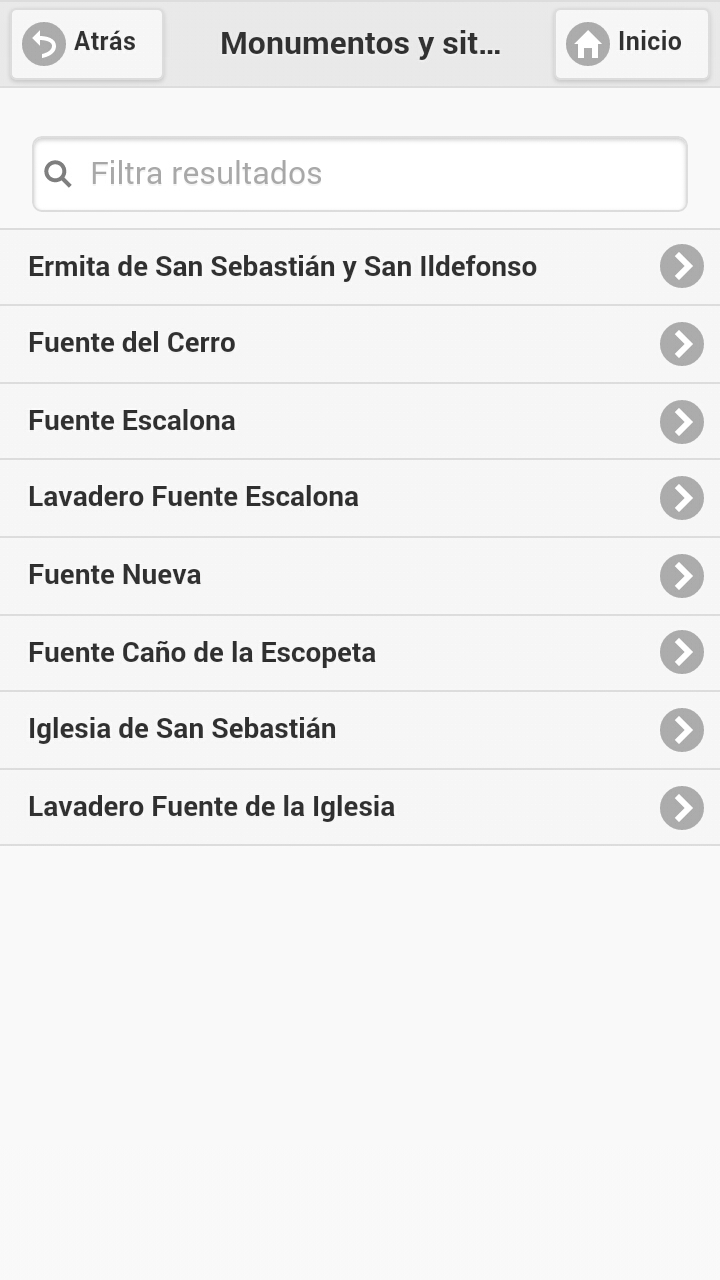 Atrás
Monumentos y sit...
Inicio
Filtra resultados
Ermita de San Sebastián y San Ildefonso
Fuente del Cerro
Fuente Escalona
Lavadero Fuente Escalona
Fuente Nueva
Fuente Caño de la Escopeta
Iglesia de San Sebastián
Lavadero Fuente de la Iglesia